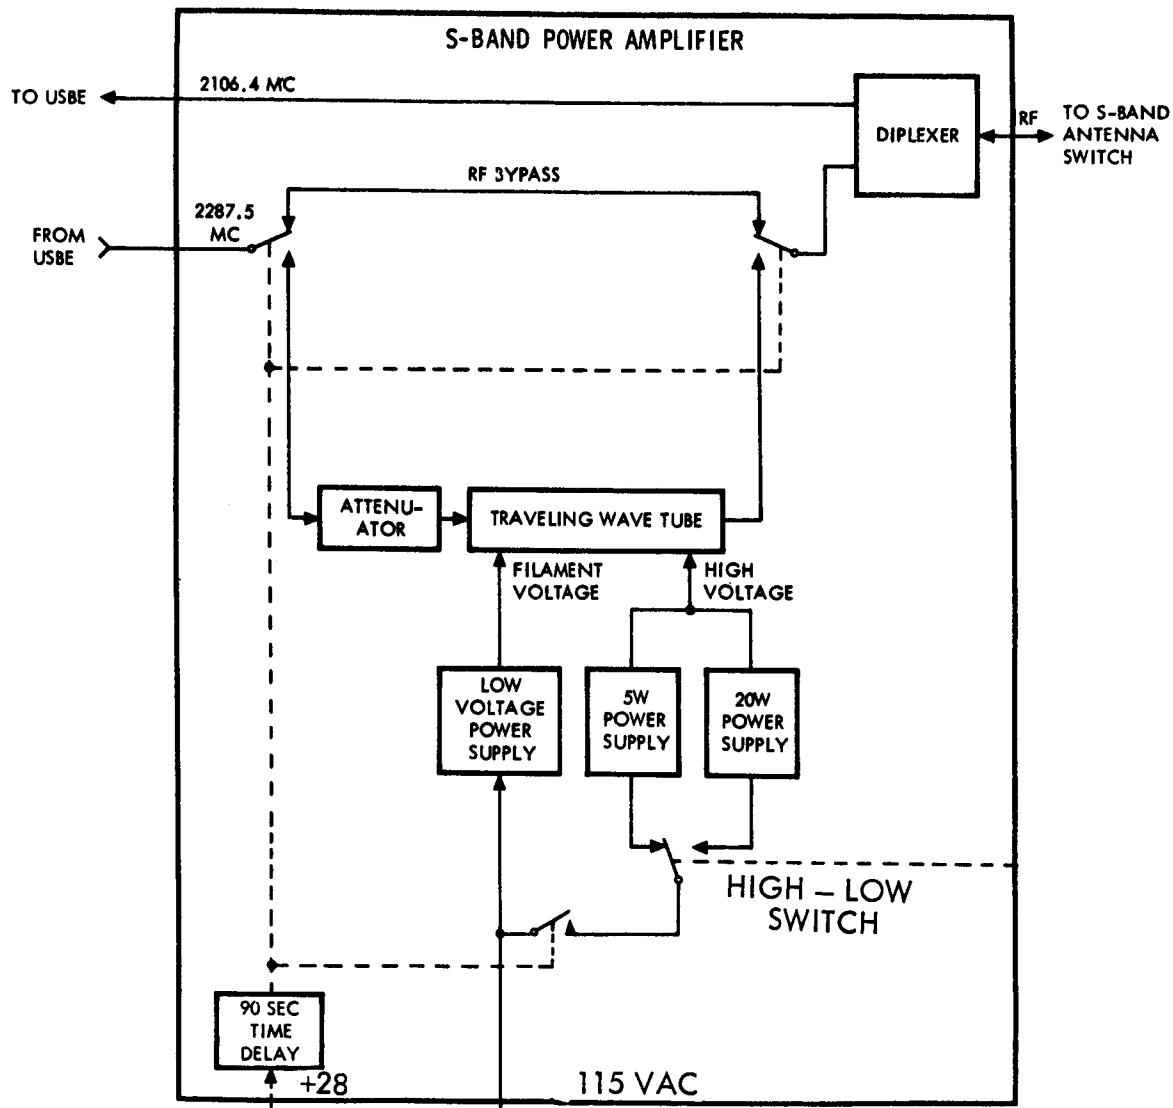 S-BAND POWER AMPLIFIER
TO USBE
2106.4 MC
DIPLEXER
RF
TO S-BAND
ANTENNA
SWITCH
RF BYPASS
2287.5
MC
FROM
USBE
ATTENU-
ATOR
TRAVELING WAVE TUBE
FILAMENT
VOLTAGE
HIGH
VOLTAGE
LOW
VOLTAGE
POWER
SUPPLY
5W
POWER
SUPPLY
20W
POWER
SUPPLY
HIGH – LOW
SWITCH
90 SEC
TIME
DELAY
+28
115 VAC